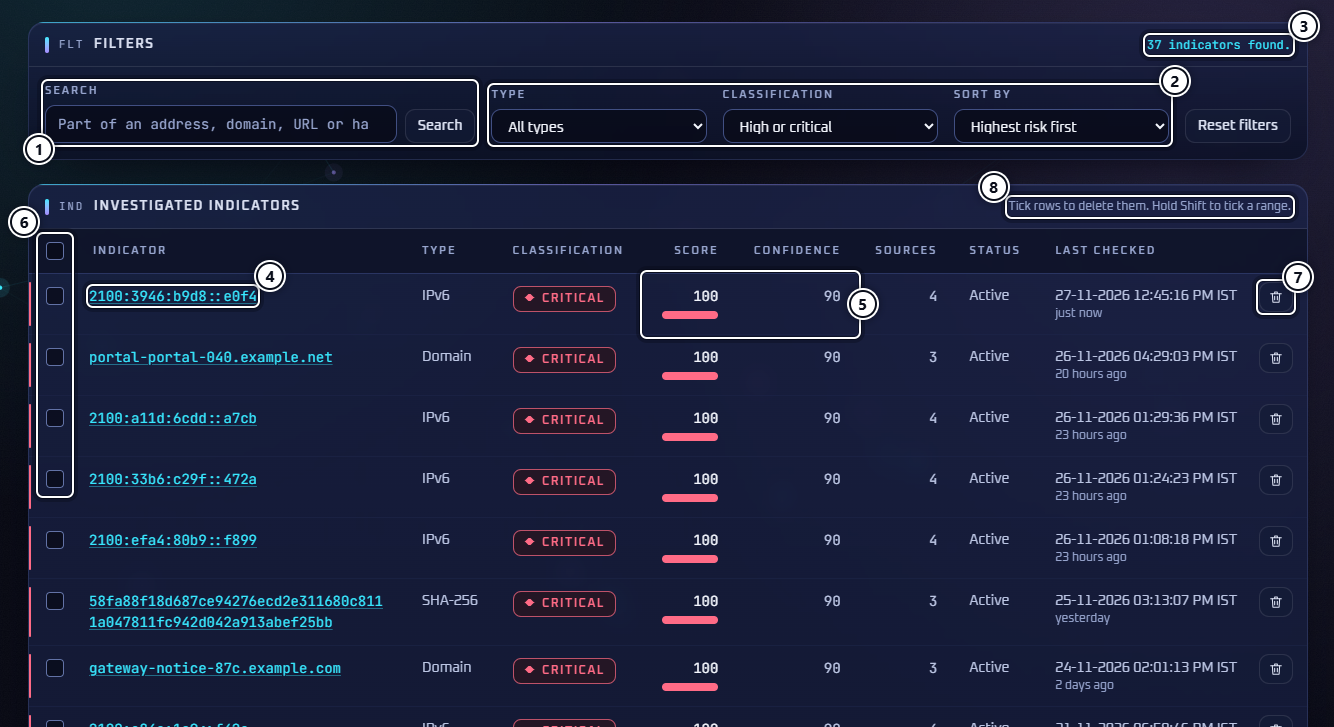 3
FLT FILTERS
37 indicators found.
2
SEARCH
TYPE CLASSIFICATION SORT BY
Part of an address, domain, URL or ha Search All types High or critical Highest risk first Reset filters
1
8
IND INVESTIGATED INDICATORS Tick rows to delete them. Hold Shift to tick a range.
6
INDICATOR TYPE CLASSIFICATION SCORE CONFIDENCE SOURCES STATUS LAST CHECKED
4
7
2100:3946:b9d8::e0f4 IPv6 CRITICAL 100 90 4 Active 27-11-2026 12:45:16 PM IST
5
just now
portal-portal-040.example.net Domain CRITICAL 100 90 3 Active 26-11-2026 04:29:03 PM IST
20 hours ago
2100:a11d:6cdd::a7cb IPv6 CRITICAL 100 90 4 Active 26-11-2026 01:29:36 PM IST
23 hours ago
2100:33b6:c29f::472a IPv6 CRITICAL 100 90 4 Active 26-11-2026 01:24:23 PM IST
23 hours ago
2100:efa4:80b9::f899 IPv6 CRITICAL 100 90 4 Active 26-11-2026 01:08:18 PM IST
23 hours ago
58fa88f18d687ce94276ecd2e311680c811 SHA-256 CRITICAL 100 90 3 Active 25-11-2026 03:13:07 PM IST
1a047811fc942d042a913abef25bb yesterday
gateway-notice-87c.example.com Domain CRITICAL 100 90 3 Active 24-11-2026 02:01:13 PM IST
2 days ago